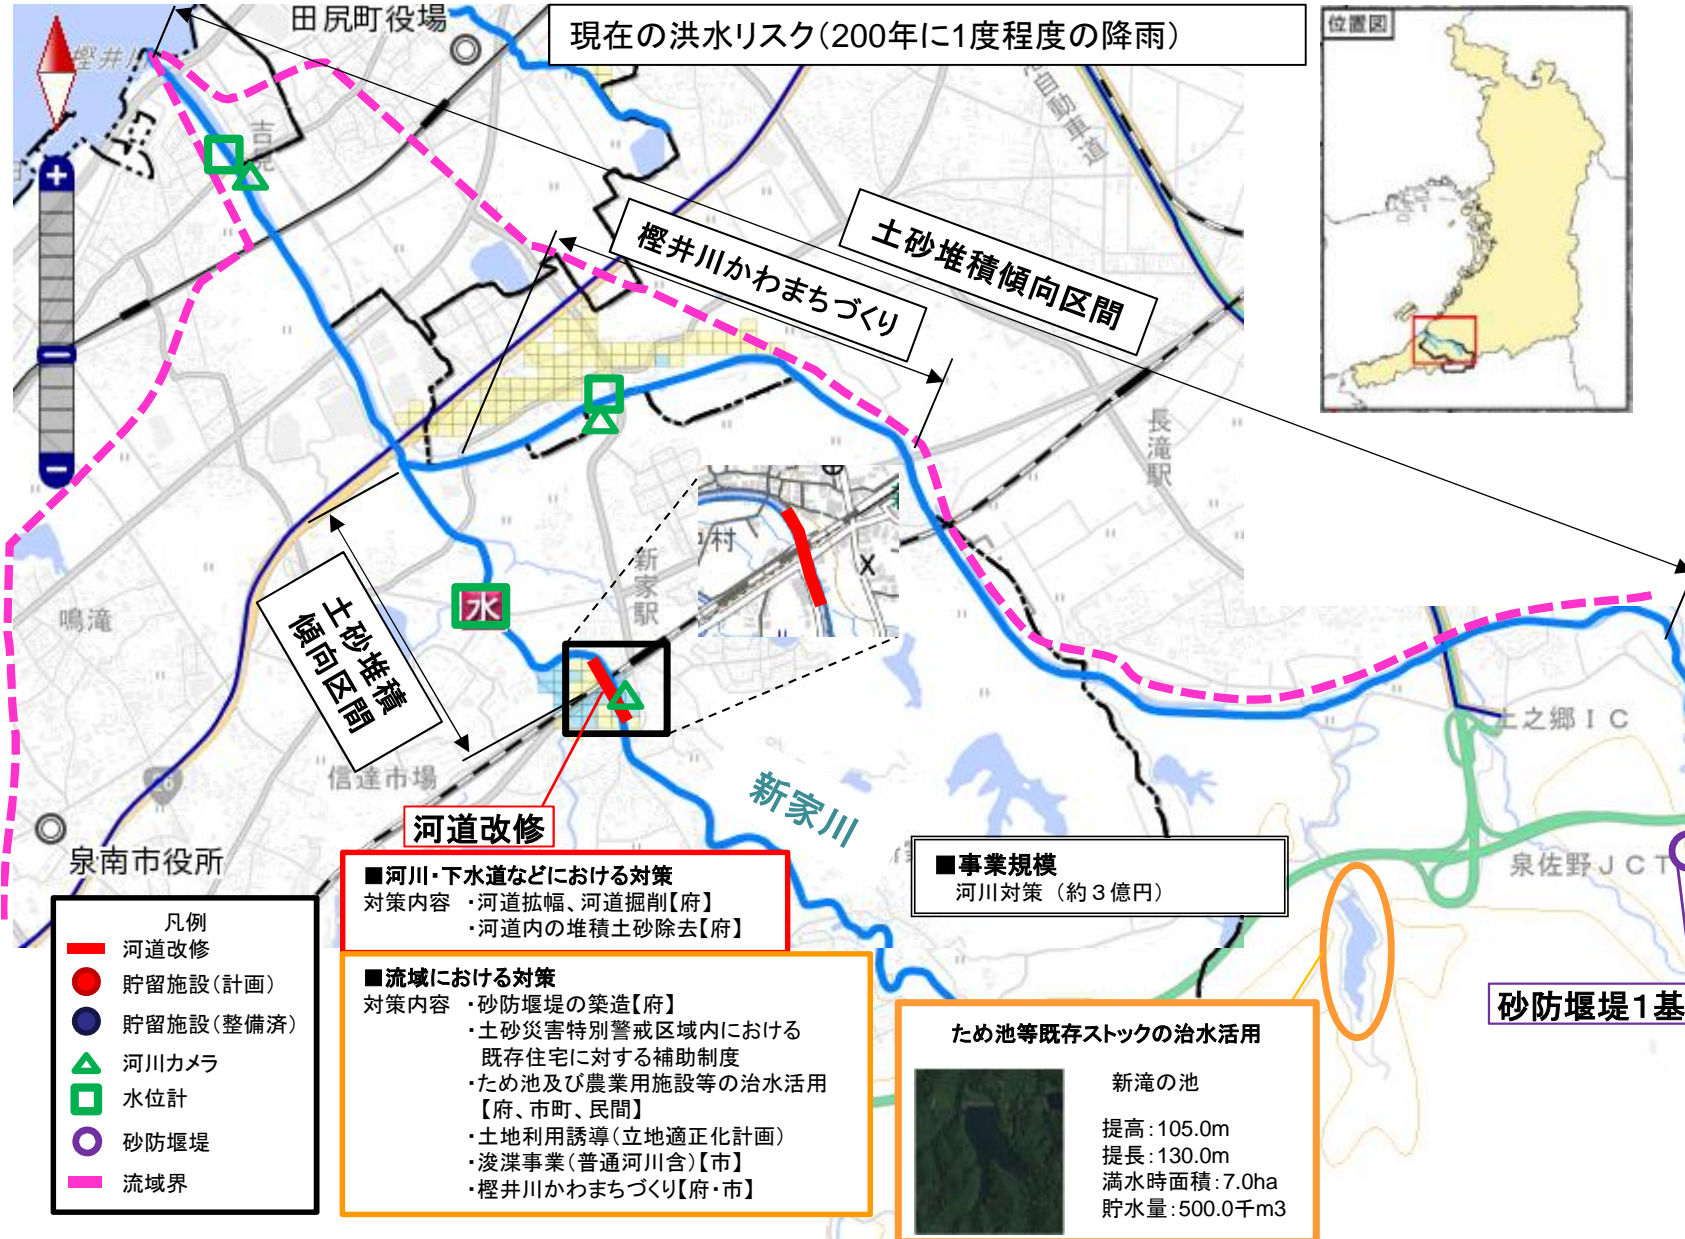 現在の洪水リスク(200年に1度程度の降雨)
位置図
田尻町役場
樫井川
吉見
自動車道
樫井川かわまちづくり
土砂堆積傾向区間
長滝駅
中村
新家駅
水
鳴滝
土砂堆積
傾向区間
信達市場
新家川
上之郷IC
泉佐野JCT
泉南市役所
26
河道改修
■河川・下水道などにおける対策
対策内容 ・河道拡幅、河道掘削【府】
・河道内の堆積土砂除去【府】
■事業規模
河川対策 (約3億円)
■流域における対策
対策内容 ・砂防堰堤の築造【府】
・土砂災害特別警戒区域内における
既存住宅に対する補助制度
・ため池及び農業用施設等の治水活用
【府、市町、民間】
・土地利用誘導(立地適正化計画)
・浚渫事業(普通河川含)【市】
・樫井川かわまちづくり【府・市】
砂防堰堤1基
ため池等既存ストックの治水活用
新滝の池
提高:105.0m
提長:130.0m
満水時面積:7.0ha
貯水量:500.0千m3
凡例
河道改修
貯留施設(計画)
貯留施設(整備済)
河川カメラ
水位計
砂防堰堤
流域界